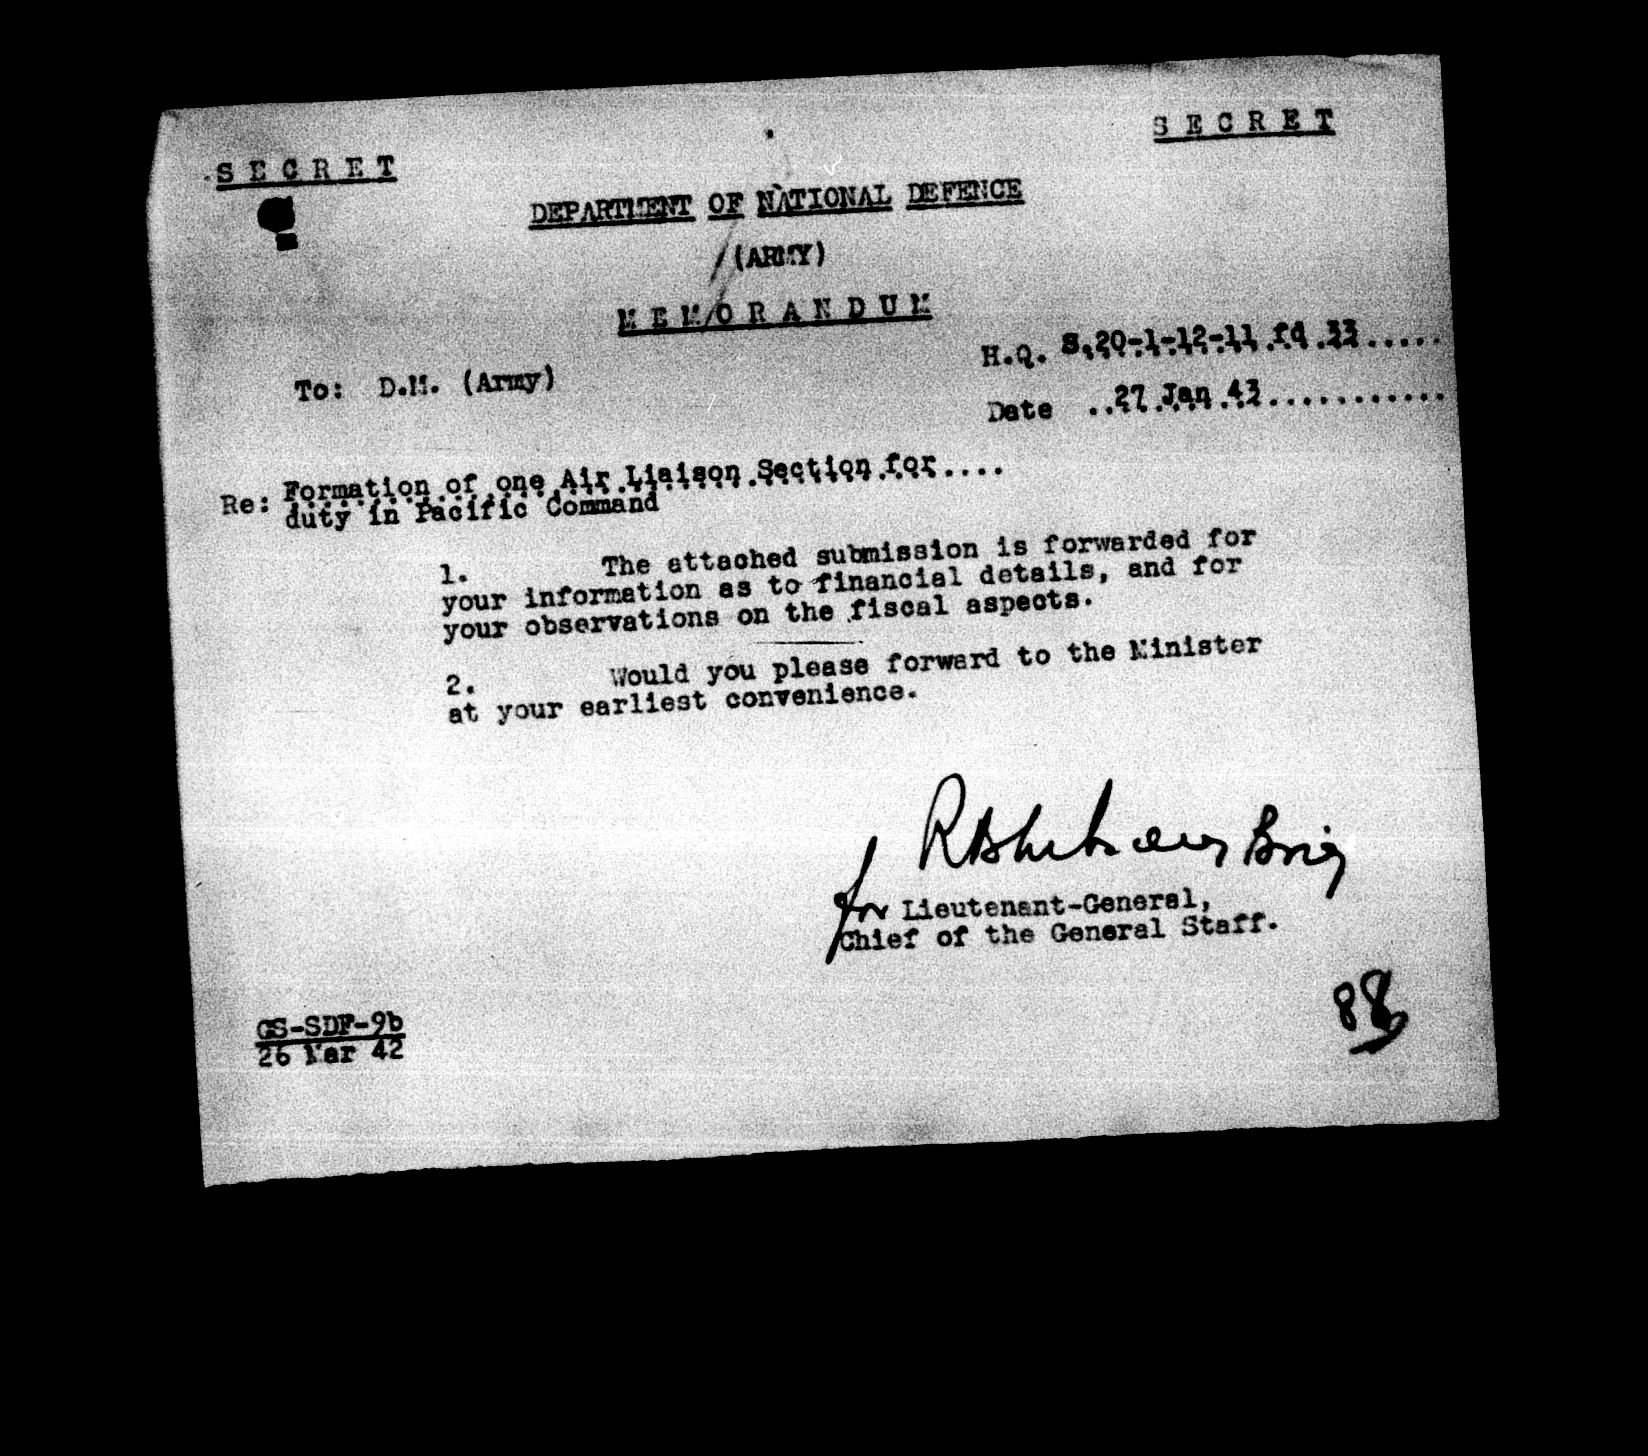 SECRET
SECRET
DEPARTMENT OF NATIONAL DEFENCE
(ARMY)
MEMORANDUM
H.Q. S.20-1-12-11 fd 33.....
To: D.M. (Army)
Date ..27 Jan 43...........
Re: Formation of one Air Liaison Section for....
duty in Pacific Command
1. The attached submission is forwarded for
your information as to financial details, and for
your observations on the fiscal aspects.
2. Would you please forward to the Minister
at your earliest convenience.
Brig
for Lieutenant-General,
Chief of the General Staff.
88
GS-SDF-9b
26 Mar 42